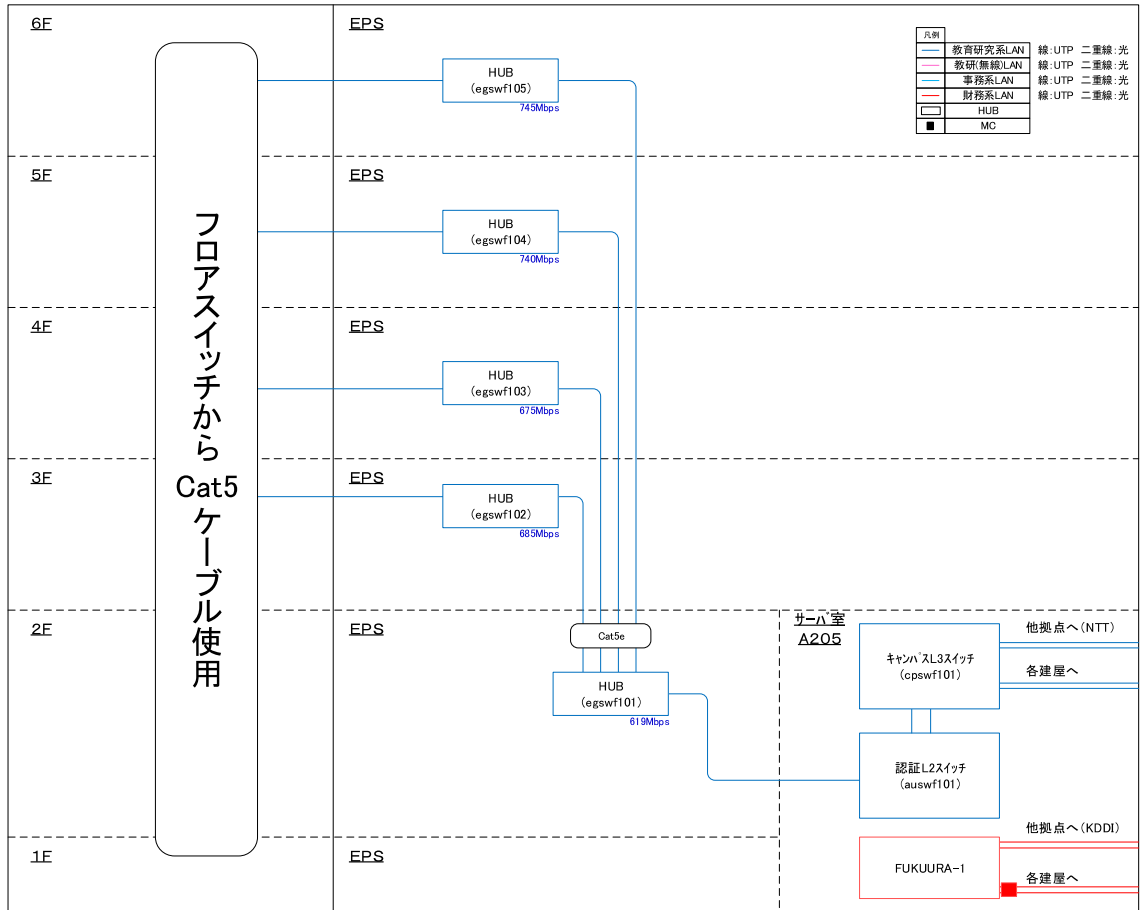 6F
EPS
凡例
教育研究系LAN 線:UTP 二重線:光
教研(無線)LAN 線:UTP 二重線:光
事務系LAN 線:UTP 二重線:光
財務系LAN 線:UTP 二重線:光
HUB
MC
HUB
(egswf105)
745Mbps
5F
EPS
HUB
(egswf104)
740Mbps
フロアスイッチから
Cat5
ケーブル使用
4F
EPS
HUB
(egswf103)
675Mbps
3F
EPS
HUB
(egswf102)
685Mbps
2F
EPS
Cat5e
HUB
(egswf101)
619Mbps
サーバ室
A205
キャンパスL3スイッチ
(cpswf101)
他拠点へ(NTT)
各建屋へ
認証L2スイッチ
(auswf101)
1F
EPS
FUKUURA-1
他拠点へ(KDDI)
各建屋へ